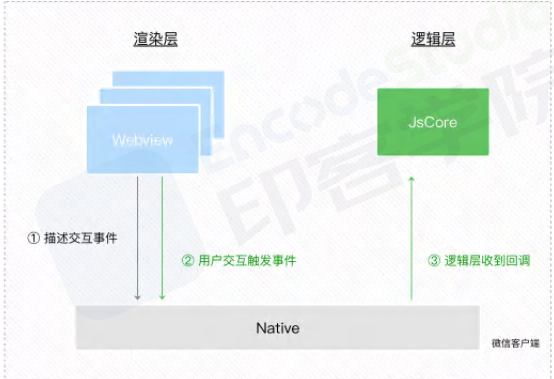 渲染层
逻辑层
Webview
JsCore
① 描述交互事件
② 用户交互触发事件
③ 逻辑层收到回调
Native
微信客户端
Encode Studio
印客学院